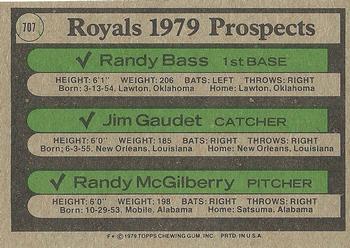 707
Royals 1979 Prospects
Randy Bass 1st BASE
HEIGHT: 6'1" WEIGHT: 206 BATS: LEFT THROWS: RIGHT
Born: 3-13-54, Lawton, Oklahoma Home: Lawton, Oklahoma
Jim Gaudet CATCHER
HEIGHT: 6'0" WEIGHT: 185 BATS: RIGHT THROWS: RIGHT
Born: 6-3-55, New Orleans, Louisiana Home: New Orleans, Louisiana
Randy McGilberry PITCHER
HEIGHT: 6'0" WEIGHT: 198 BATS: RIGHT THROWS: RIGHT
Born: 10-29-53, Mobile, Alabama Home: Satsuma, Alabama
F* © 1979 TOPPS CHEWING GUM, INC. PRTD. IN U.S.A.